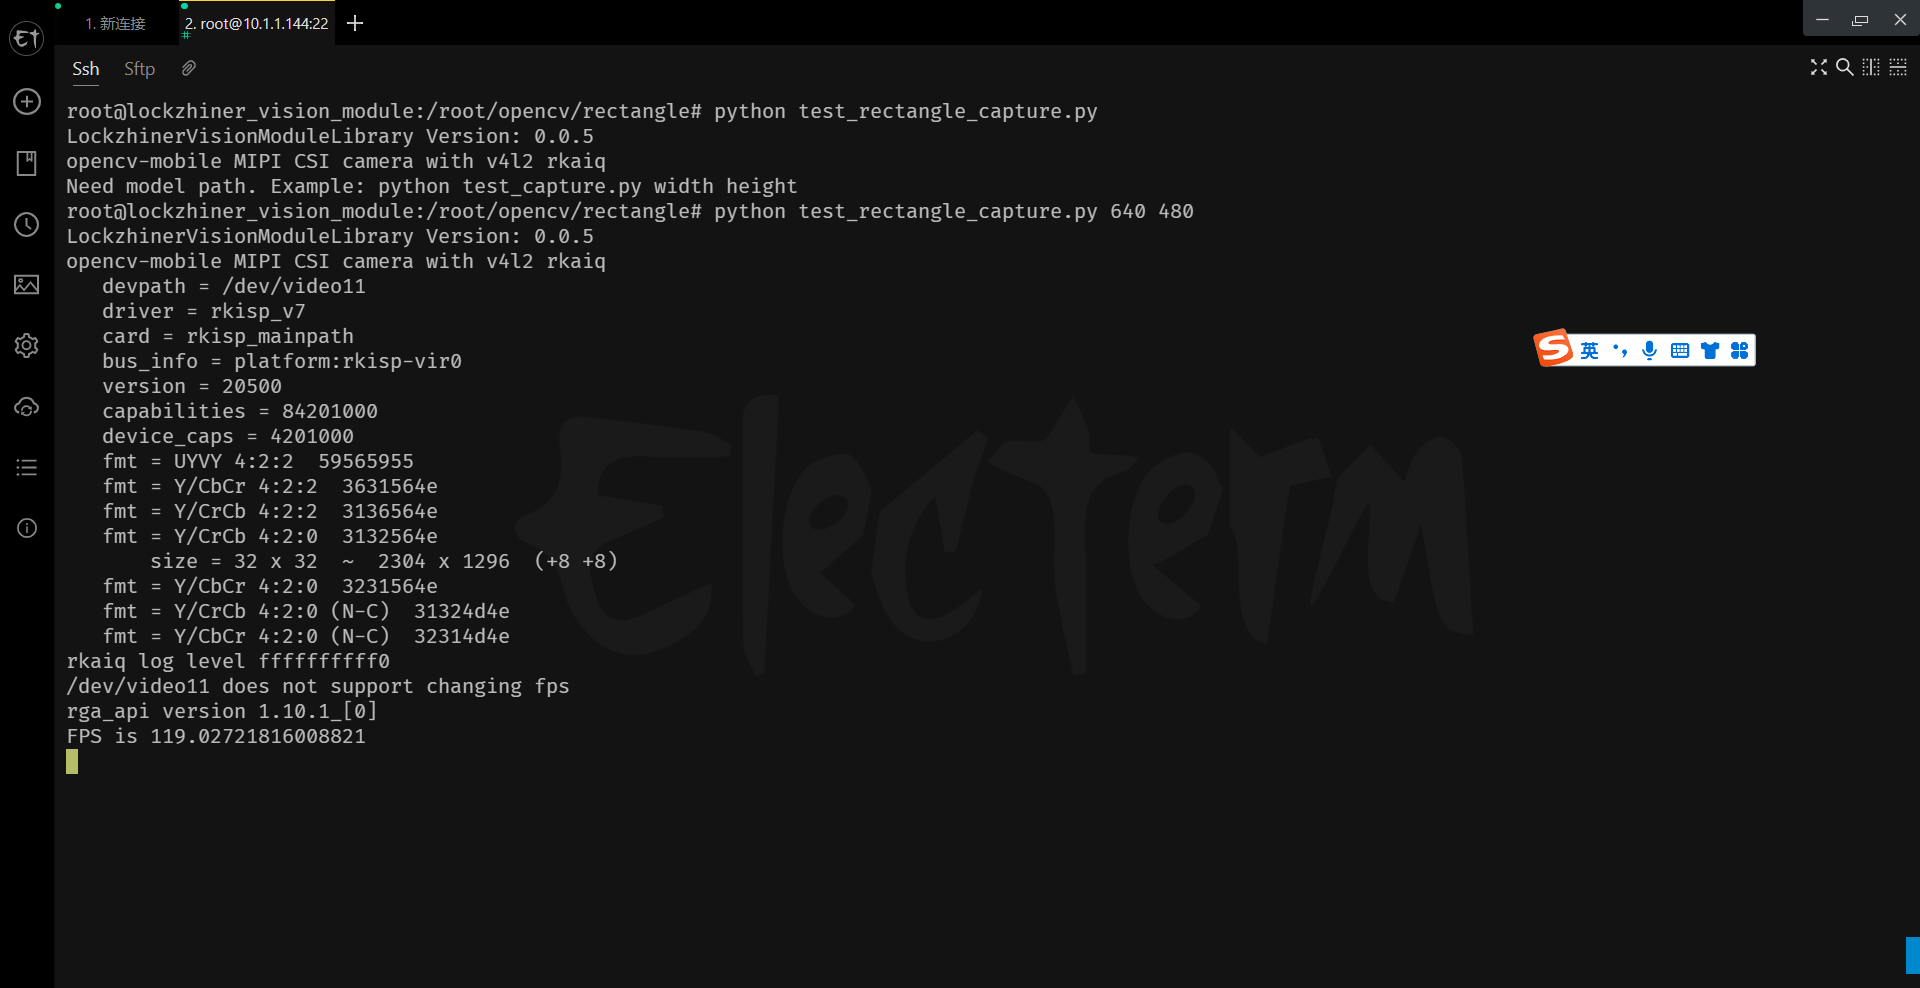 1. 新连接
2. root@10.1.1.144:22
#
Ssh Sftp
root@lockzhiner_vision_module:/root/opencv/rectangle# python test_rectangle_capture.py
LockzhinerVisionModuleLibrary Version: 0.0.5
opencv-mobile MIPI CSI camera with v4l2 rkaiq
Need model path. Example: python test_capture.py width height
root@lockzhiner_vision_module:/root/opencv/rectangle# python test_rectangle_capture.py 640 480
LockzhinerVisionModuleLibrary Version: 0.0.5
opencv-mobile MIPI CSI camera with v4l2 rkaiq
devpath = /dev/video11
driver = rkisp_v7
card = rkisp_mainpath
bus_info = platform:rkisp-vir0
version = 20500
capabilities = 84201000
device_caps = 4201000
fmt = UYVY 4:2:2  59565955
fmt = Y/CbCr 4:2:2  3631564e
fmt = Y/CrCb 4:2:2  3136564e
fmt = Y/CrCb 4:2:0  3132564e
size = 32 x 32  ~  2304 x 1296  (+8 +8)
fmt = Y/CbCr 4:2:0  3231564e
fmt = Y/CrCb 4:2:0 (N-C)  31324d4e
fmt = Y/CbCr 4:2:0 (N-C)  32314d4e
rkaiq log level ffffffffff0
/dev/video11 does not support changing fps
rga_api version 1.10.1_[0]
FPS is 119.02721816008821
Electerm
英
Et